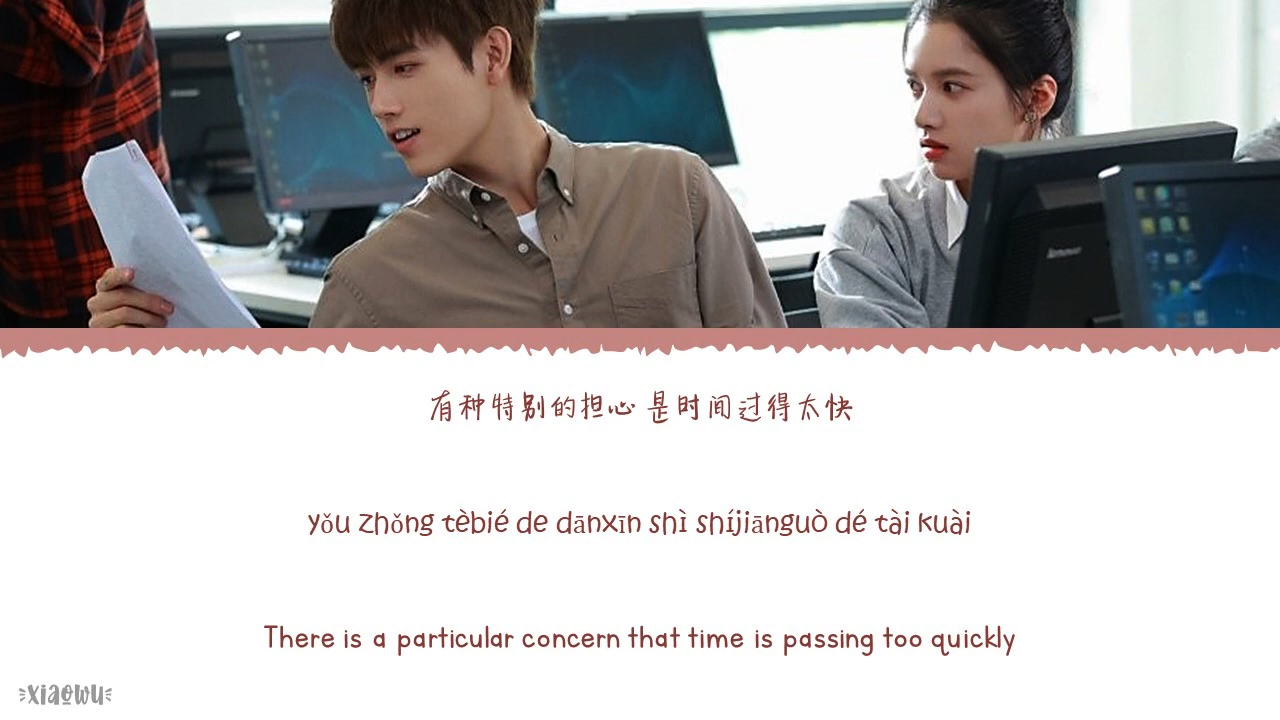 lenovo
有种特别的担心 是时间过得太快
yǒu zhǒng tèbié de dānxīn shì shíjiānguò dé tài kuài
There is a particular concern that time is passing too quickly
xiaowu